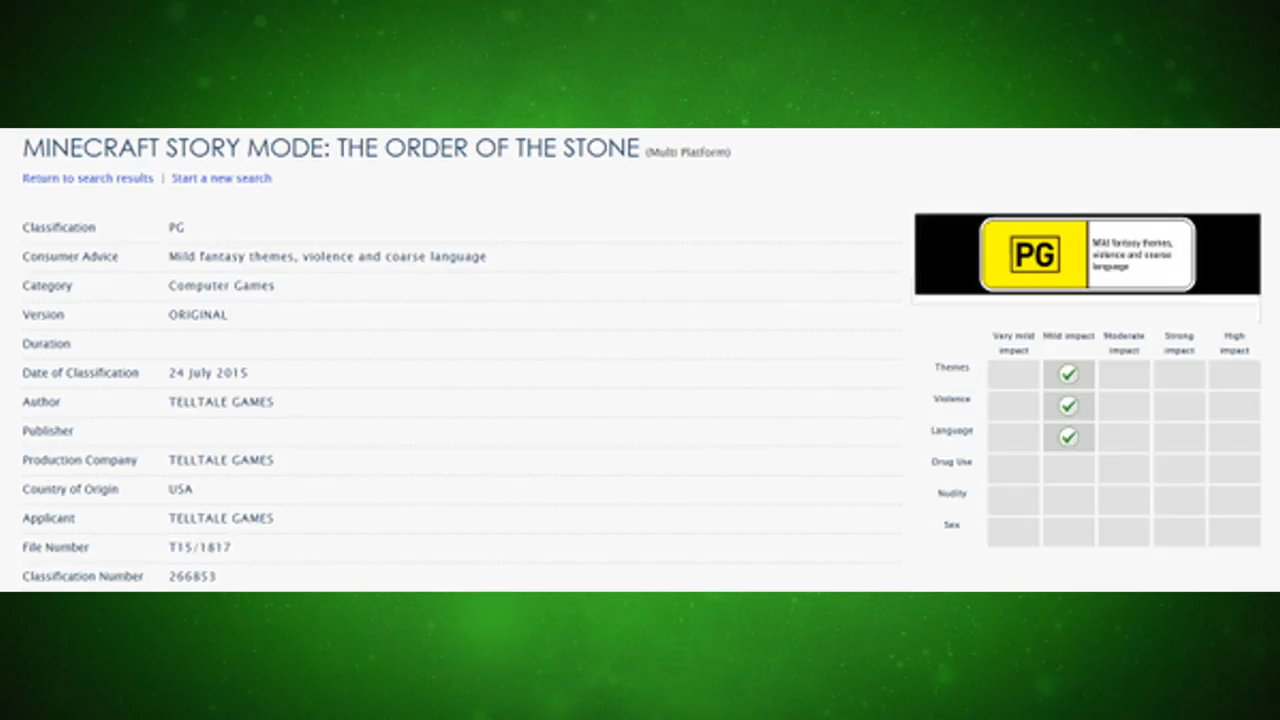 MINECRAFT STORY MODE: THE ORDER OF THE STONE (Multi Platform)
Return to search results | Start a new search
Classification PG
Consumer Advice Mild fantasy themes, violence and coarse language
Category Computer Games
Version ORIGINAL
Duration
Date of Classification 24 July 2015
Author TELLTALE GAMES
Publisher
Production Company TELLTALE GAMES
Country of Origin USA
Applicant TELLTALE GAMES
File Number T15/1817
Classification Number 266853
PG
Mild fantasy themes,
violence and coarse
language
Very mild impact Mild impact Moderate impact Strong impact High impact
Themes
Violence
Language
Drug Use
Nudity
Sex